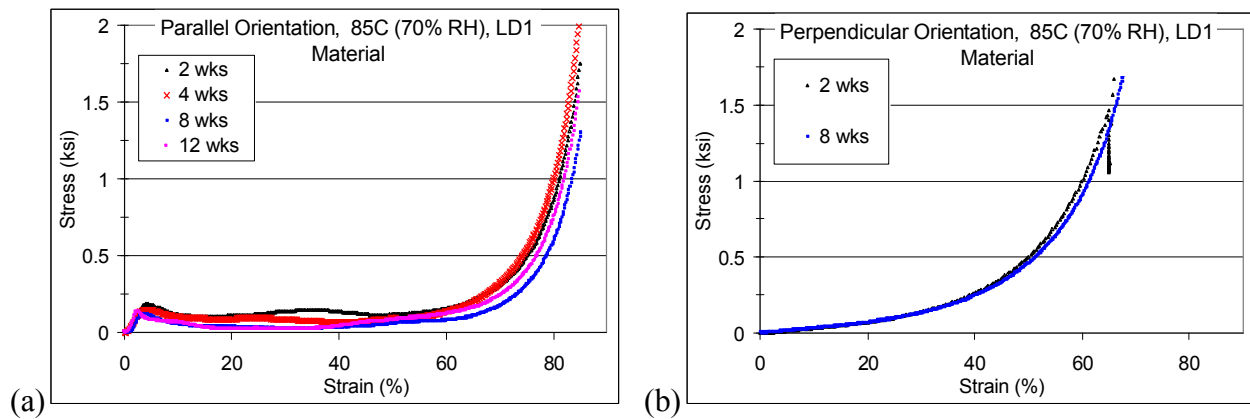 Parallel Orientation, 85C (70% RH), LD1
Material
2 wks
4 wks
8 wks
12 wks
2
1.5
1
0.5
0
Stress (ksi)
0 20 40 60 80
Strain (%)
(a)
Perpendicular Orientation, 85C (70% RH), LD1
Material
2 wks
8 wks
2
1.5
1
0.5
0
Stress (ksi)
0 20 40 60 80
Strain (%)
(b)